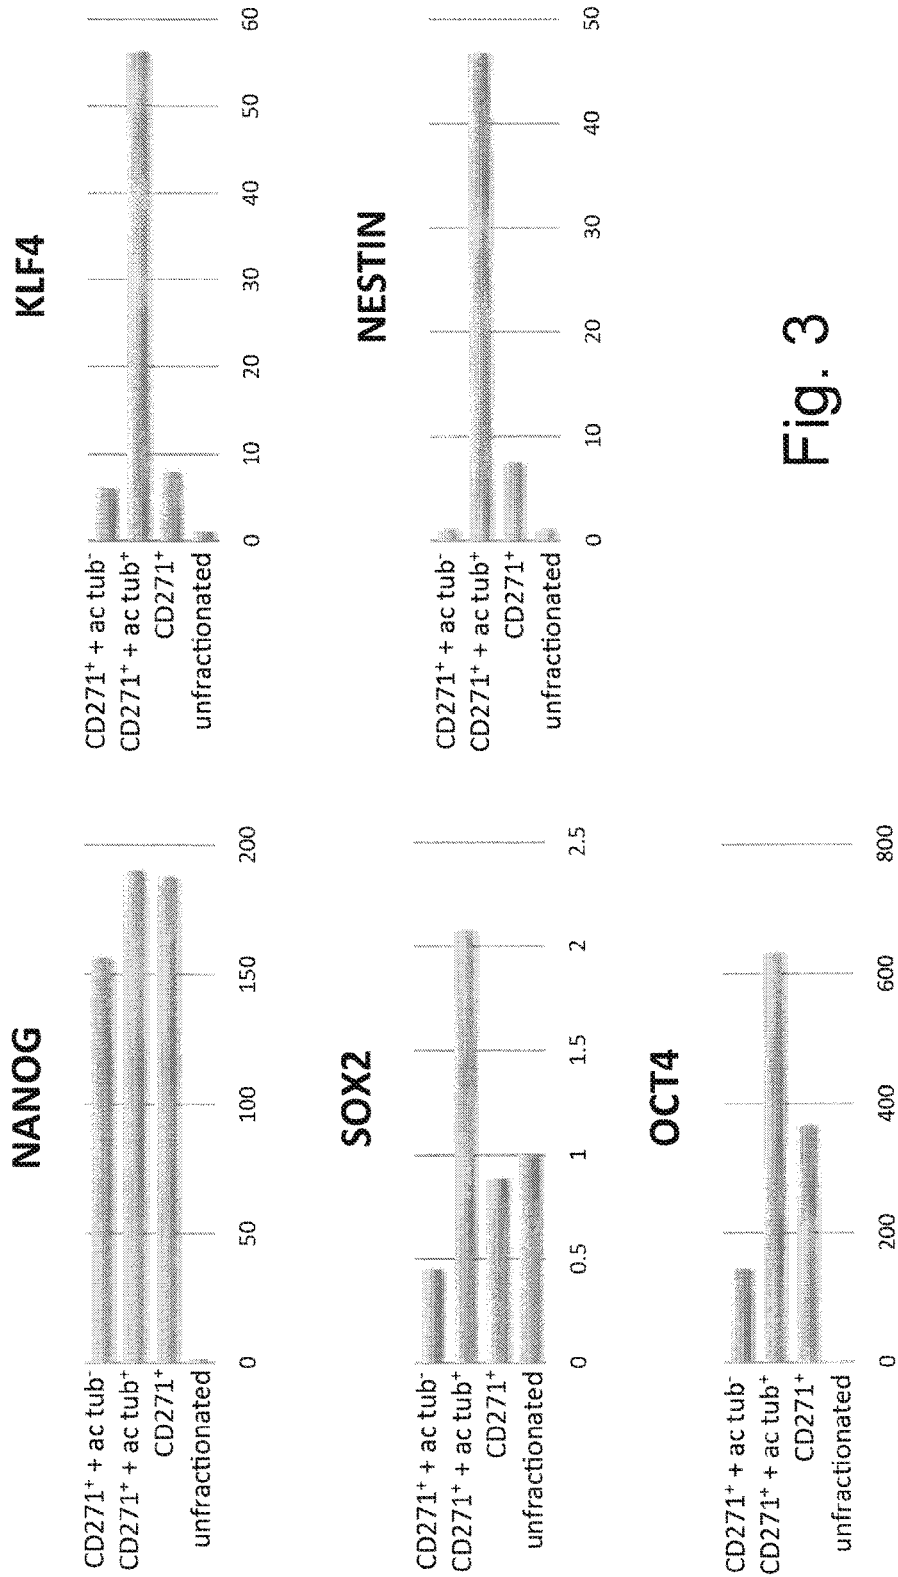 NANOG
CD271⁺ + ac tub⁻
CD271⁺ + ac tub⁺
CD271⁺
unfractionated
0 50 100 150 200
KLF4
CD271⁺ + ac tub⁻
CD271⁺ + ac tub⁺
CD271⁺
unfractionated
0 10 20 30 40 50 60
SOX2
CD271⁺ + ac tub⁻
CD271⁺ + ac tub⁺
CD271⁺
unfractionated
0 0.5 1 1.5 2 2.5
NESTIN
CD271⁺ + ac tub⁻
CD271⁺ + ac tub⁺
CD271⁺
unfractionated
0 10 20 30 40 50
OCT4
CD271⁺ + ac tub⁻
CD271⁺ + ac tub⁺
CD271⁺
unfractionated
0 200 400 600 800
Fig. 3